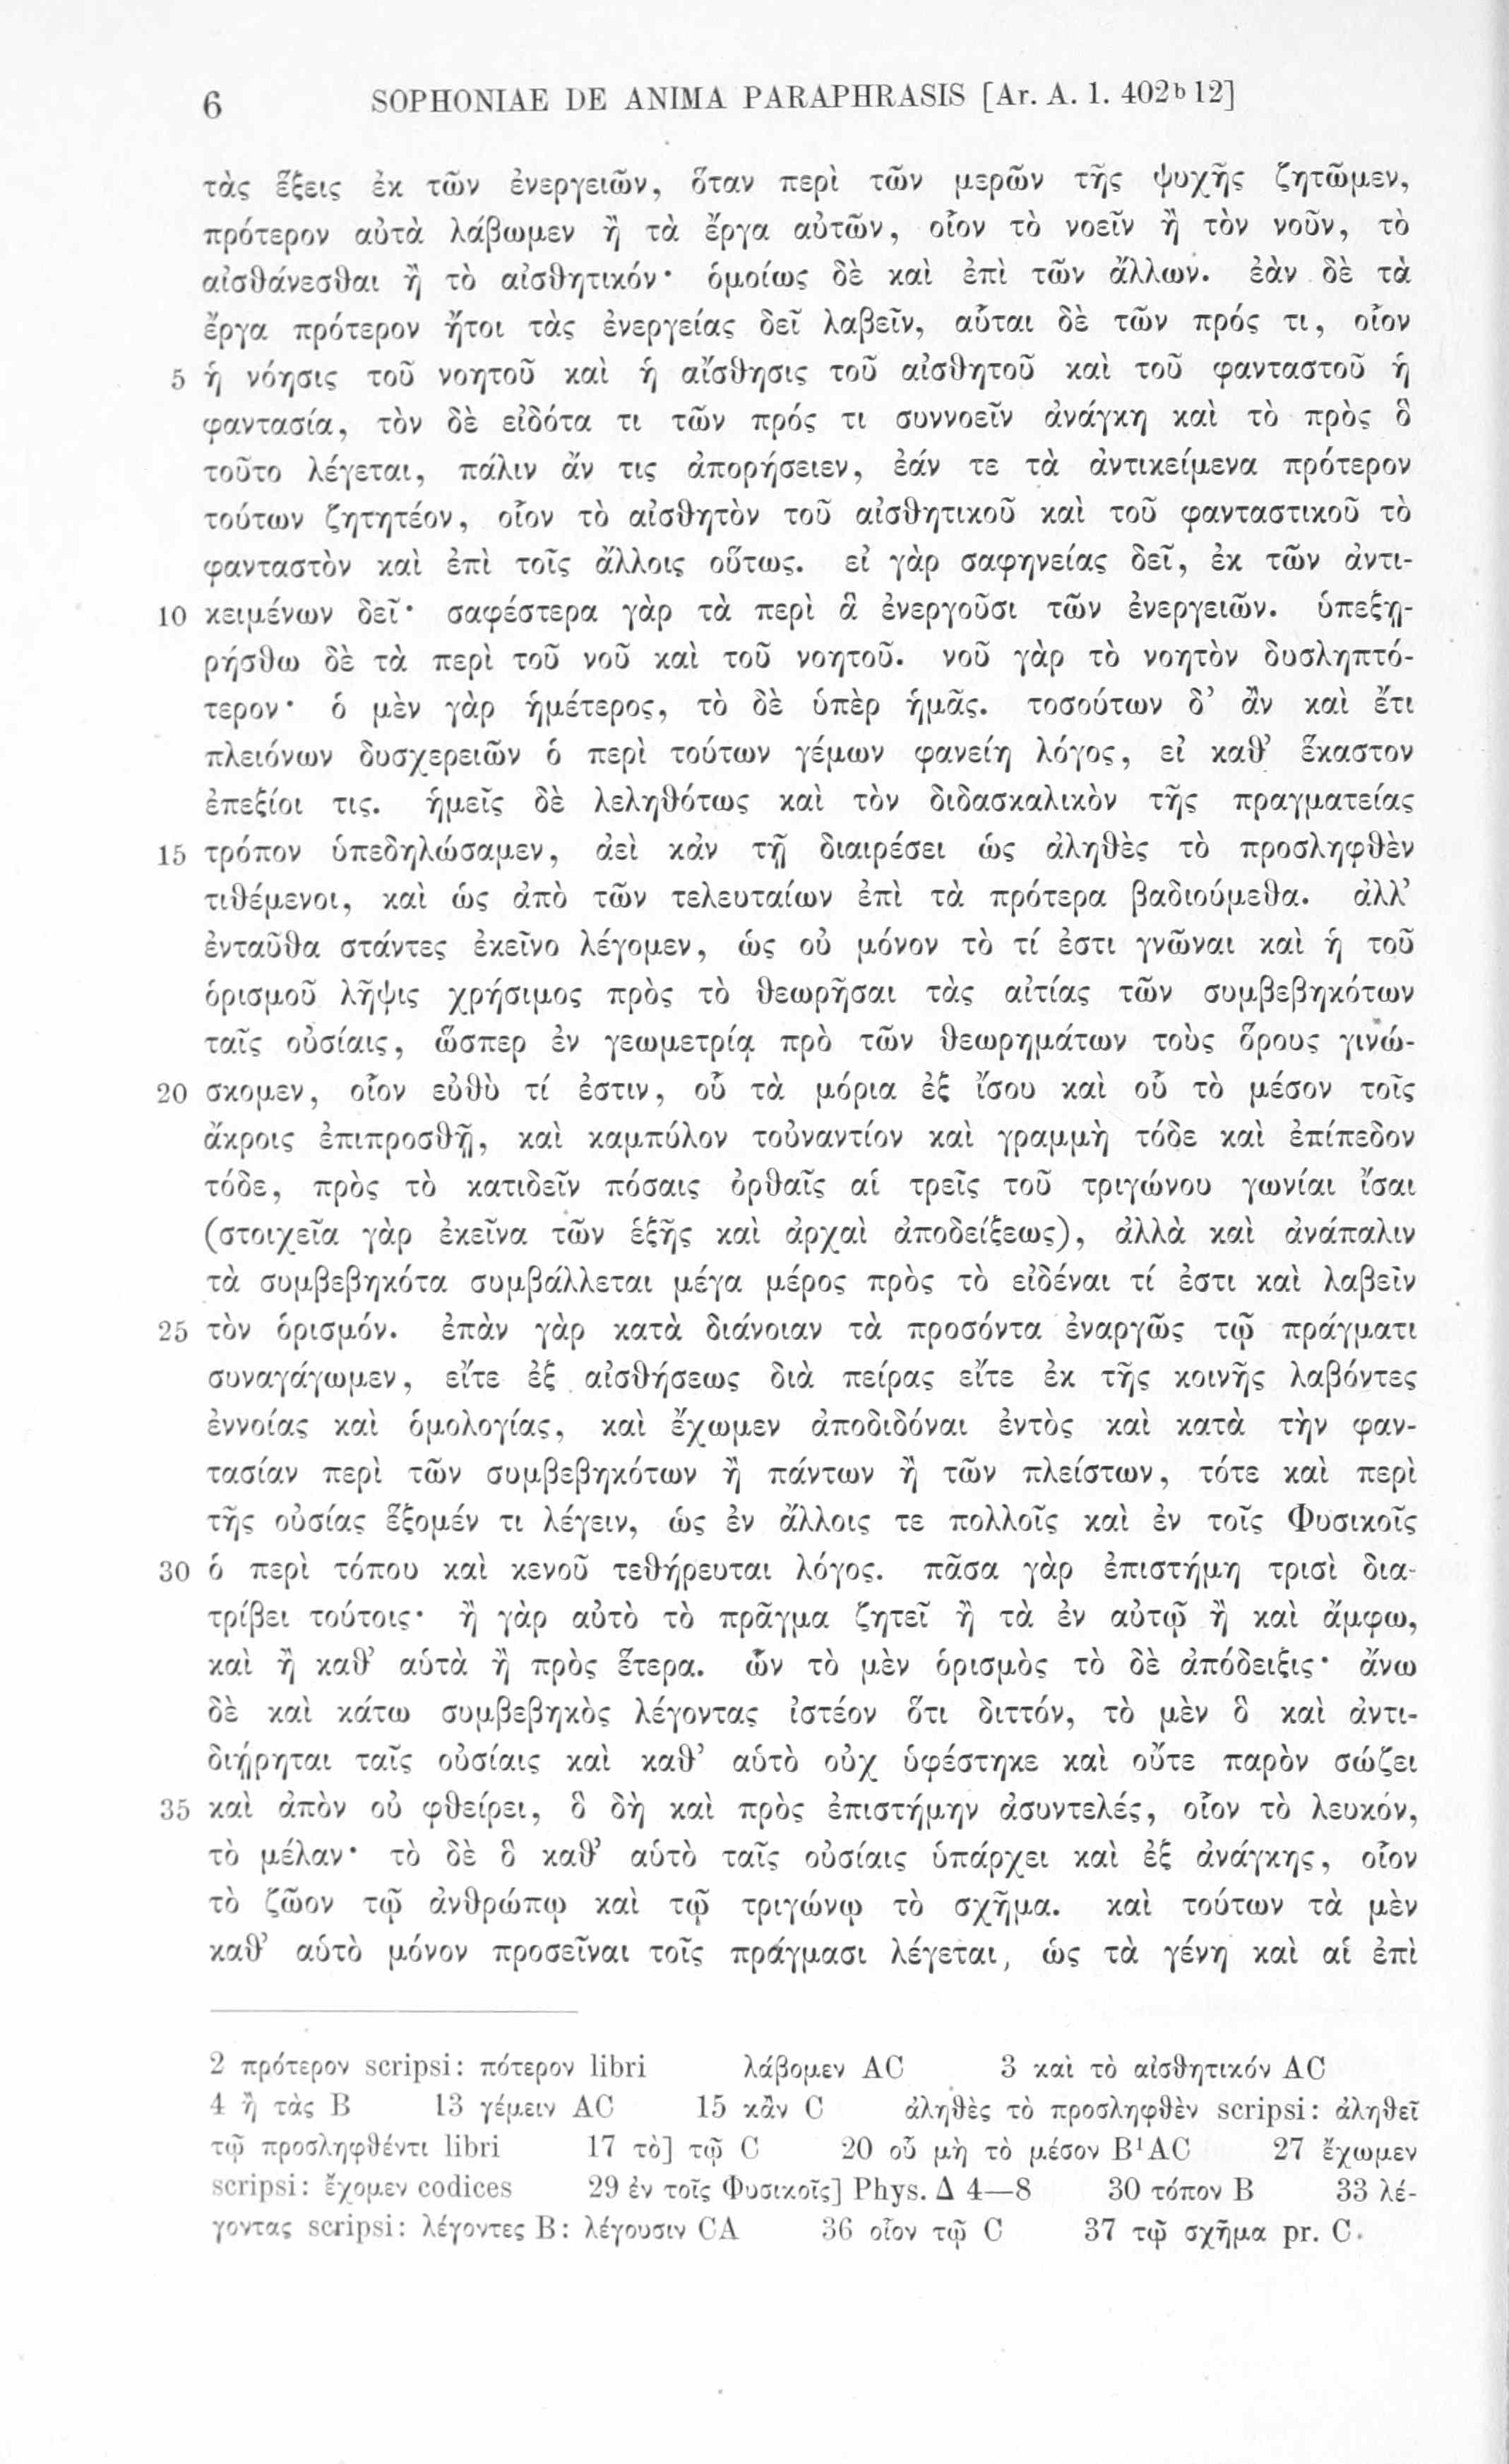 6 SOPHONIAE DE ANIMA PARAPHRASIS [Ar. A. 1. 402b 12]
τὰς ἕξεις ἐκ τῶν ἐνεργειῶν, ὅταν περὶ τῶν μερῶν τῆς ψυχῆς ζητῶμεν,
πρότερον αὐτὰ λάβωμεν ἢ τὰ ἔργα αὐτῶν, οἷον τὸ νοεῖν ἢ τὸν νοῦν, τὸ
αἰσθάνεσθαι ἢ τὸ αἰσθητικόν· ὁμοίως δὲ καὶ ἐπὶ τῶν ἄλλων. ἐὰν δὲ τὰ
ἔργα πρότερον ἤτοι τὰς ἐνεργείας δεῖ λαβεῖν, αὗται δὲ τῶν πρός τι, οἷον
5 ἡ νόησις τοῦ νοητοῦ καὶ ἡ αἴσθησις τοῦ αἰσθητοῦ καὶ τοῦ φανταστοῦ ἡ
φαντασία, τὸν δὲ εἰδότα τι τῶν πρός τι συννοεῖν ἀνάγκη καὶ τὸ πρὸς ὃ
τοῦτο λέγεται, πάλιν ἄν τις ἀπορήσειεν, ἐάν τε τὰ ἀντικείμενα πρότερον
τούτων ζητητέον, οἷον τὸ αἰσθητὸν τοῦ αἰσθητικοῦ καὶ τοῦ φανταστικοῦ τὸ
φανταστὸν καὶ ἐπὶ τοῖς ἄλλοις οὕτως. εἰ γὰρ σαφηνείας δεῖ, ἐκ τῶν ἀντι-
10 κειμένων δεῖ· σαφέστερα γὰρ τὰ περὶ ἃ ἐνεργοῦσι τῶν ἐνεργειῶν. ὑπεξῃ-
ρήσθω δὲ τὰ περὶ τοῦ νοῦ καὶ τοῦ νοητοῦ. νοῦ γὰρ τὸ νοητὸν δυσληπτό-
τερον· ὁ μὲν γὰρ ἡμέτερος, τὸ δὲ ὑπὲρ ἡμᾶς. τοσούτων δ’ ἂν καὶ ἔτι
πλειόνων δυσχερειῶν ὁ περὶ τούτων γέμων φανείη λόγος, εἰ καθ’ ἕκαστον
ἐπεξίοι τις. ἡμεῖς δὲ λεληθότως καὶ τὸν διδασκαλικὸν τῆς πραγματείας
15 τρόπον ὑπεδηλώσαμεν, ἀεὶ κἀν τῇ διαιρέσει ὡς ἀληθὲς τὸ προσληφθὲν
τιθέμενοι, καὶ ὡς ἀπὸ τῶν τελευταίων ἐπὶ τὰ πρότερα βαδιούμεθα. ἀλλ’
ἐνταῦθα στάντες ἐκεῖνο λέγομεν, ὡς οὐ μόνον τὸ τί ἐστι γνῶναι καὶ ἡ τοῦ
ὁρισμοῦ λῆψις χρήσιμος πρὸς τὸ θεωρῆσαι τὰς αἰτίας τῶν συμβεβηκότων
ταῖς οὐσίαις, ὥσπερ ἐν γεωμετρίᾳ πρὸ τῶν θεωρημάτων τοὺς ὅρους γινώ-
20 σκομεν, οἷον εὐθὺ τί ἐστιν, οὗ τὰ μόρια ἐξ ἴσου καὶ οὗ τὸ μέσον τοῖς
ἄκροις ἐπιπροσθῇ, καὶ καμπύλον τοὐναντίον καὶ γραμμὴ τόδε καὶ ἐπίπεδον
τόδε, πρὸς τὸ κατιδεῖν πόσαις ὀρθαῖς αἱ τρεῖς τοῦ τριγώνου γωνίαι ἴσαι
(στοιχεῖα γὰρ ἐκεῖνα τῶν ἑξῆς καὶ ἀρχαὶ ἀποδείξεως), ἀλλὰ καὶ ἀνάπαλιν
τὰ συμβεβηκότα συμβάλλεται μέγα μέρος πρὸς τὸ εἰδέναι τί ἐστι καὶ λαβεῖν
25 τὸν ὁρισμόν. ἐπὰν γὰρ κατὰ διάνοιαν τὰ προσόντα ἐναργῶς τῷ πράγματι
συναγάγωμεν, εἴτε ἐξ αἰσθήσεως διὰ πείρας εἴτε ἐκ τῆς κοινῆς λαβόντες
ἐννοίας καὶ ὁμολογίας, καὶ ἔχωμεν ἀποδιδόναι ἐντὸς καὶ κατὰ τὴν φαν-
τασίαν περὶ τῶν συμβεβηκότων ἢ πάντων ἢ τῶν πλείστων, τότε καὶ περὶ
τῆς οὐσίας ἕξομέν τι λέγειν, ὡς ἐν ἄλλοις τε πολλοῖς καὶ ἐν τοῖς Φυσικοῖς
30 ὁ περὶ τόπου καὶ κενοῦ τεθήρευται λόγος. πᾶσα γὰρ ἐπιστήμη τρισὶ δια-
τρίβει τούτοις· ἢ γὰρ αὐτὸ τὸ πρᾶγμα ζητεῖ ἢ τὰ ἐν αὐτῷ ἢ καὶ ἄμφω,
καὶ ἢ καθ’ αὑτὰ ἢ πρὸς ἕτερα. ὧν τὸ μὲν ὁρισμὸς τὸ δὲ ἀπόδειξις· ἄνω
δὲ καὶ κάτω συμβεβηκὸς λέγοντας ἰστέον ὅτι διττόν, τὸ μὲν ὃ καὶ ἀντι-
διῄρηται ταῖς οὐσίαις καὶ καθ’ αὑτὸ οὐχ ὑφέστηκε καὶ οὔτε παρὸν σώζει
35 καὶ ἀπὸν οὐ φθείρει, ὃ δὴ καὶ πρὸς ἐπιστήμην ἀσυντελές, οἷον τὸ λευκόν,
τὸ μέλαν· τὸ δὲ ὃ καθ’ αὑτὸ ταῖς οὐσίαις ὑπάρχει καὶ ἐξ ἀνάγκης, οἷον
τὸ ζῶον τῷ ἀνθρώπῳ καὶ τῷ τριγώνῳ τὸ σχῆμα. καὶ τούτων τὰ μὲν
καθ’ αὑτὸ μόνον προσεῖναι τοῖς πράγμασι λέγεται, ὡς τὰ γένη καὶ αἱ ἐπὶ
2 πρότερον scripsi: πότερον libri λάβομεν AC 3 καὶ τὸ αἰσθητικόν AC
4 ἢ τὰς B 13 γέμειν AC 15 κἂν C ἀληθὲς τὸ προσληφθὲν scripsi: ἀληθεῖ
τῷ προσληφθέντι libri 17 τὸ] τῷ C 20 οὗ μὴ τὸ μέσον B¹AC 27 ἔχωμεν
scripsi: ἔχομεν codices 29 ἐν τοῖς Φυσικοῖς] Phys. Δ 4—8 30 τόπον B 33 λέ-
γοντας scripsi: λέγοντες B: λέγουσιν CA 36 οἷον τῷ C 37 τῷ σχῆμα pr. C.